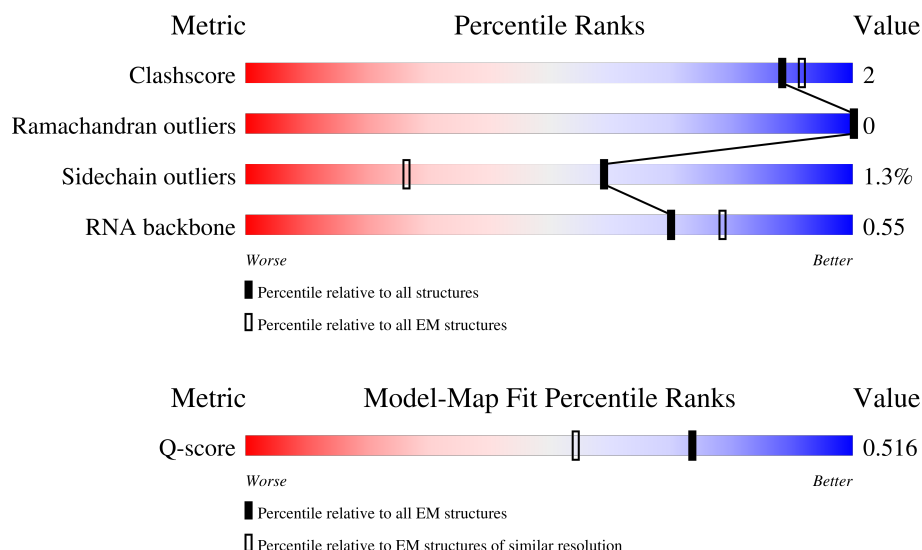 Metric Percentile Ranks Value
Clashscore 2
Ramachandran outliers 0
Sidechain outliers 1.3%
RNA backbone 0.55
Worse Better
Percentile relative to all structures
Percentile relative to all EM structures
Metric Model-Map Fit Percentile Ranks Value
Q-score 0.516
Worse Better
Percentile relative to all EM structures
Percentile relative to EM structures of similar resolution